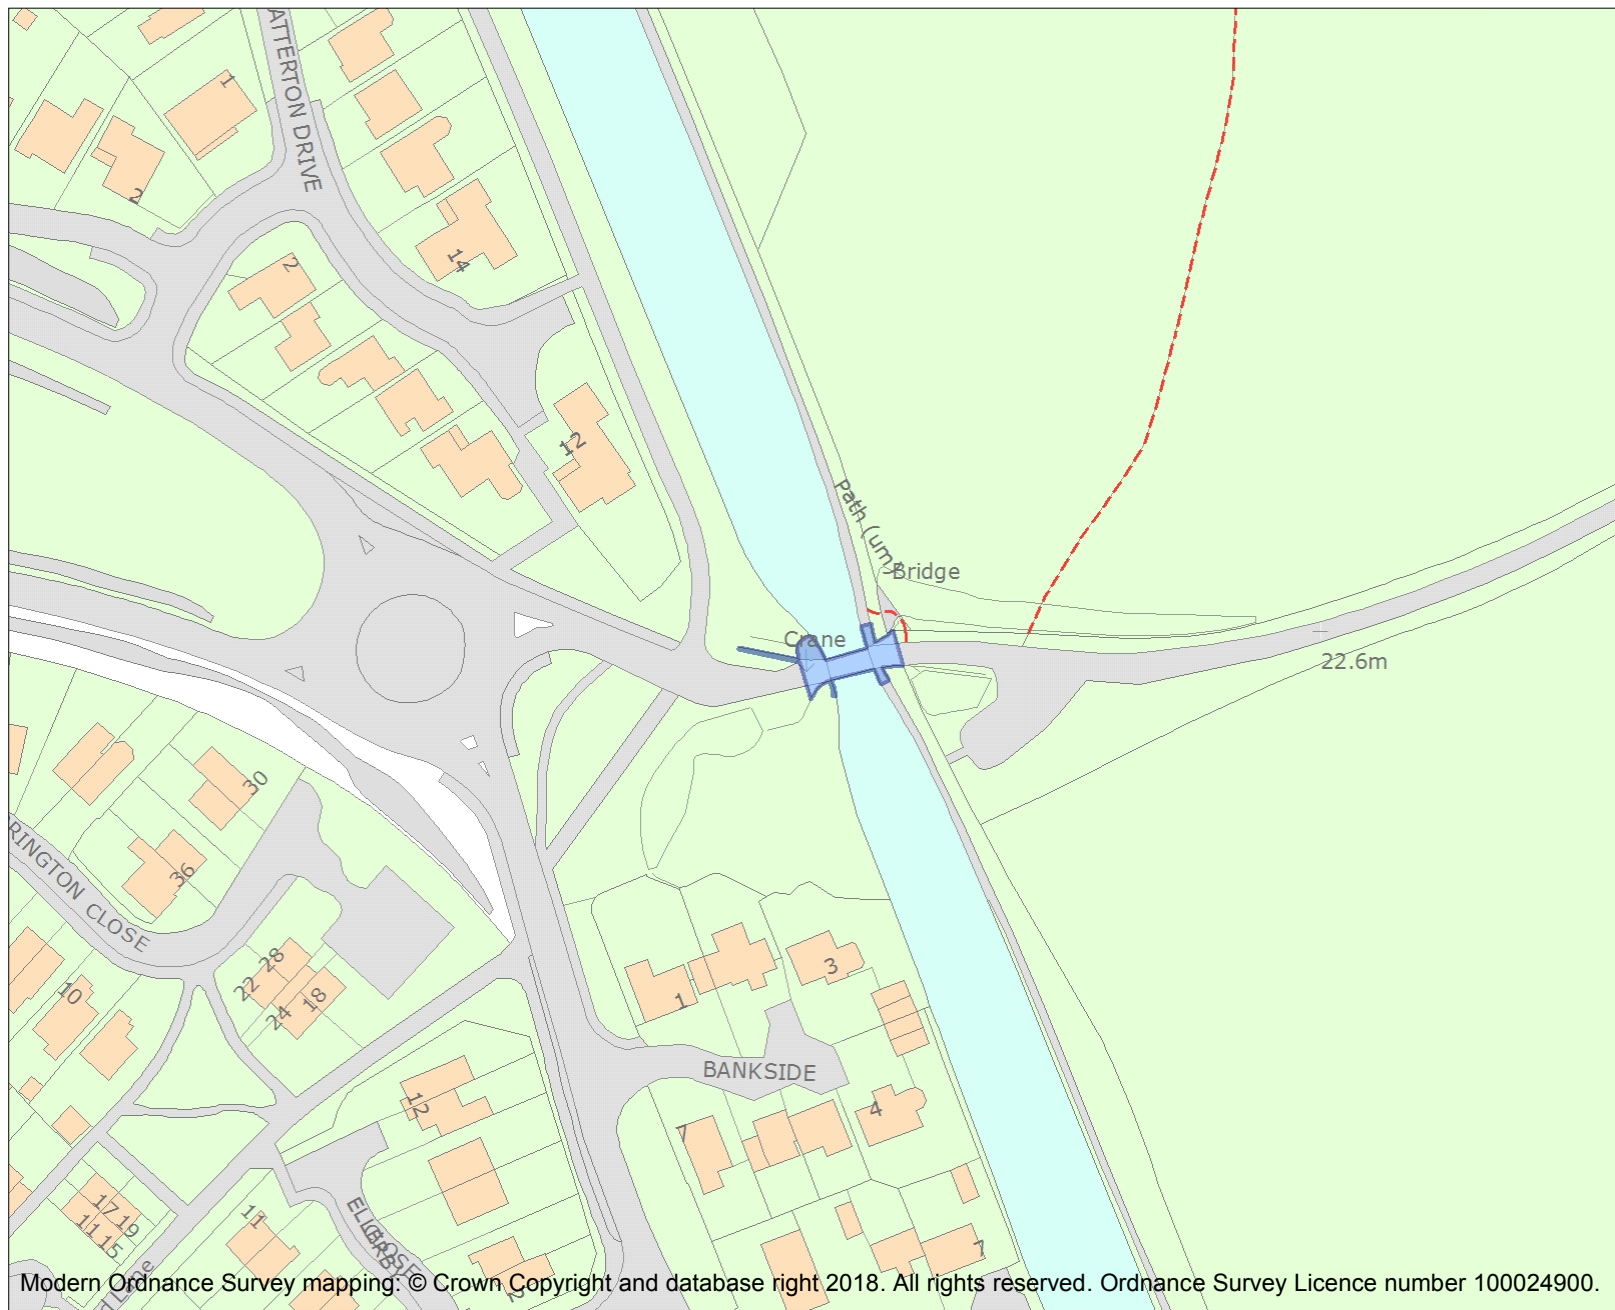 ATTERTON DRIVE
1
2
14
2
12
Path (um)
Bridge
Crane
22.6m
30
36
RINGTON CLOSE
28
22
18
24
10
3
1
BANKSIDE
12
4
7
17 19
11 15
11
CLOSE
7
2
Modern Ordnance Survey mapping: © Crown Copyright and database right 2018. All rights reserved. Ordnance Survey Licence number 100024900.